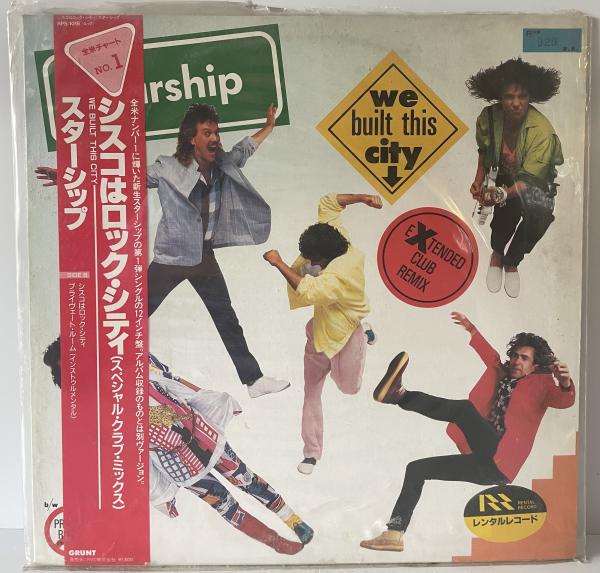 全米チャート
NO.1
シスコはロック・シティ(スペシャル・クラブ・ミックス)
WE BUILT THIS CITY
スターシップ
全米ナンバー1に輝いた新生スターシップの第1弾シングルの12インチ盤。アルバム収録のものとは別ヴァージョン。
SIDE B
シスコはロック・シティ
プライヴェート・ルーム(インストゥルメンタル)
GRUNT
rship
we
built this
city
EXTENDED
CLUB
REMIX
b/w
RENTAL
RECORD
レンタルレコード